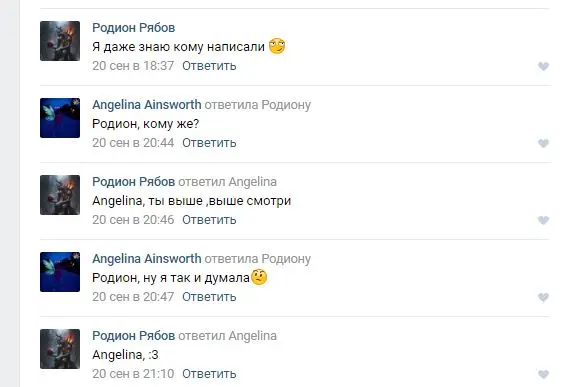 Родион Рябов
Я даже знаю кому написали
20 сен в 18:37 Ответить
Angelina Ainsworth ответила Родиону
Родион, кому же?
20 сен в 20:44 Ответить
Родион Рябов ответил Angelina
Angelina, ты выше ,выше смотри
20 сен в 20:46 Ответить
Angelina Ainsworth ответила Родиону
Родион, ну я так и думала🤨
20 сен в 20:47 Ответить
Родион Рябов ответил Angelina
Angelina, :3
20 сен в 21:10 Ответить